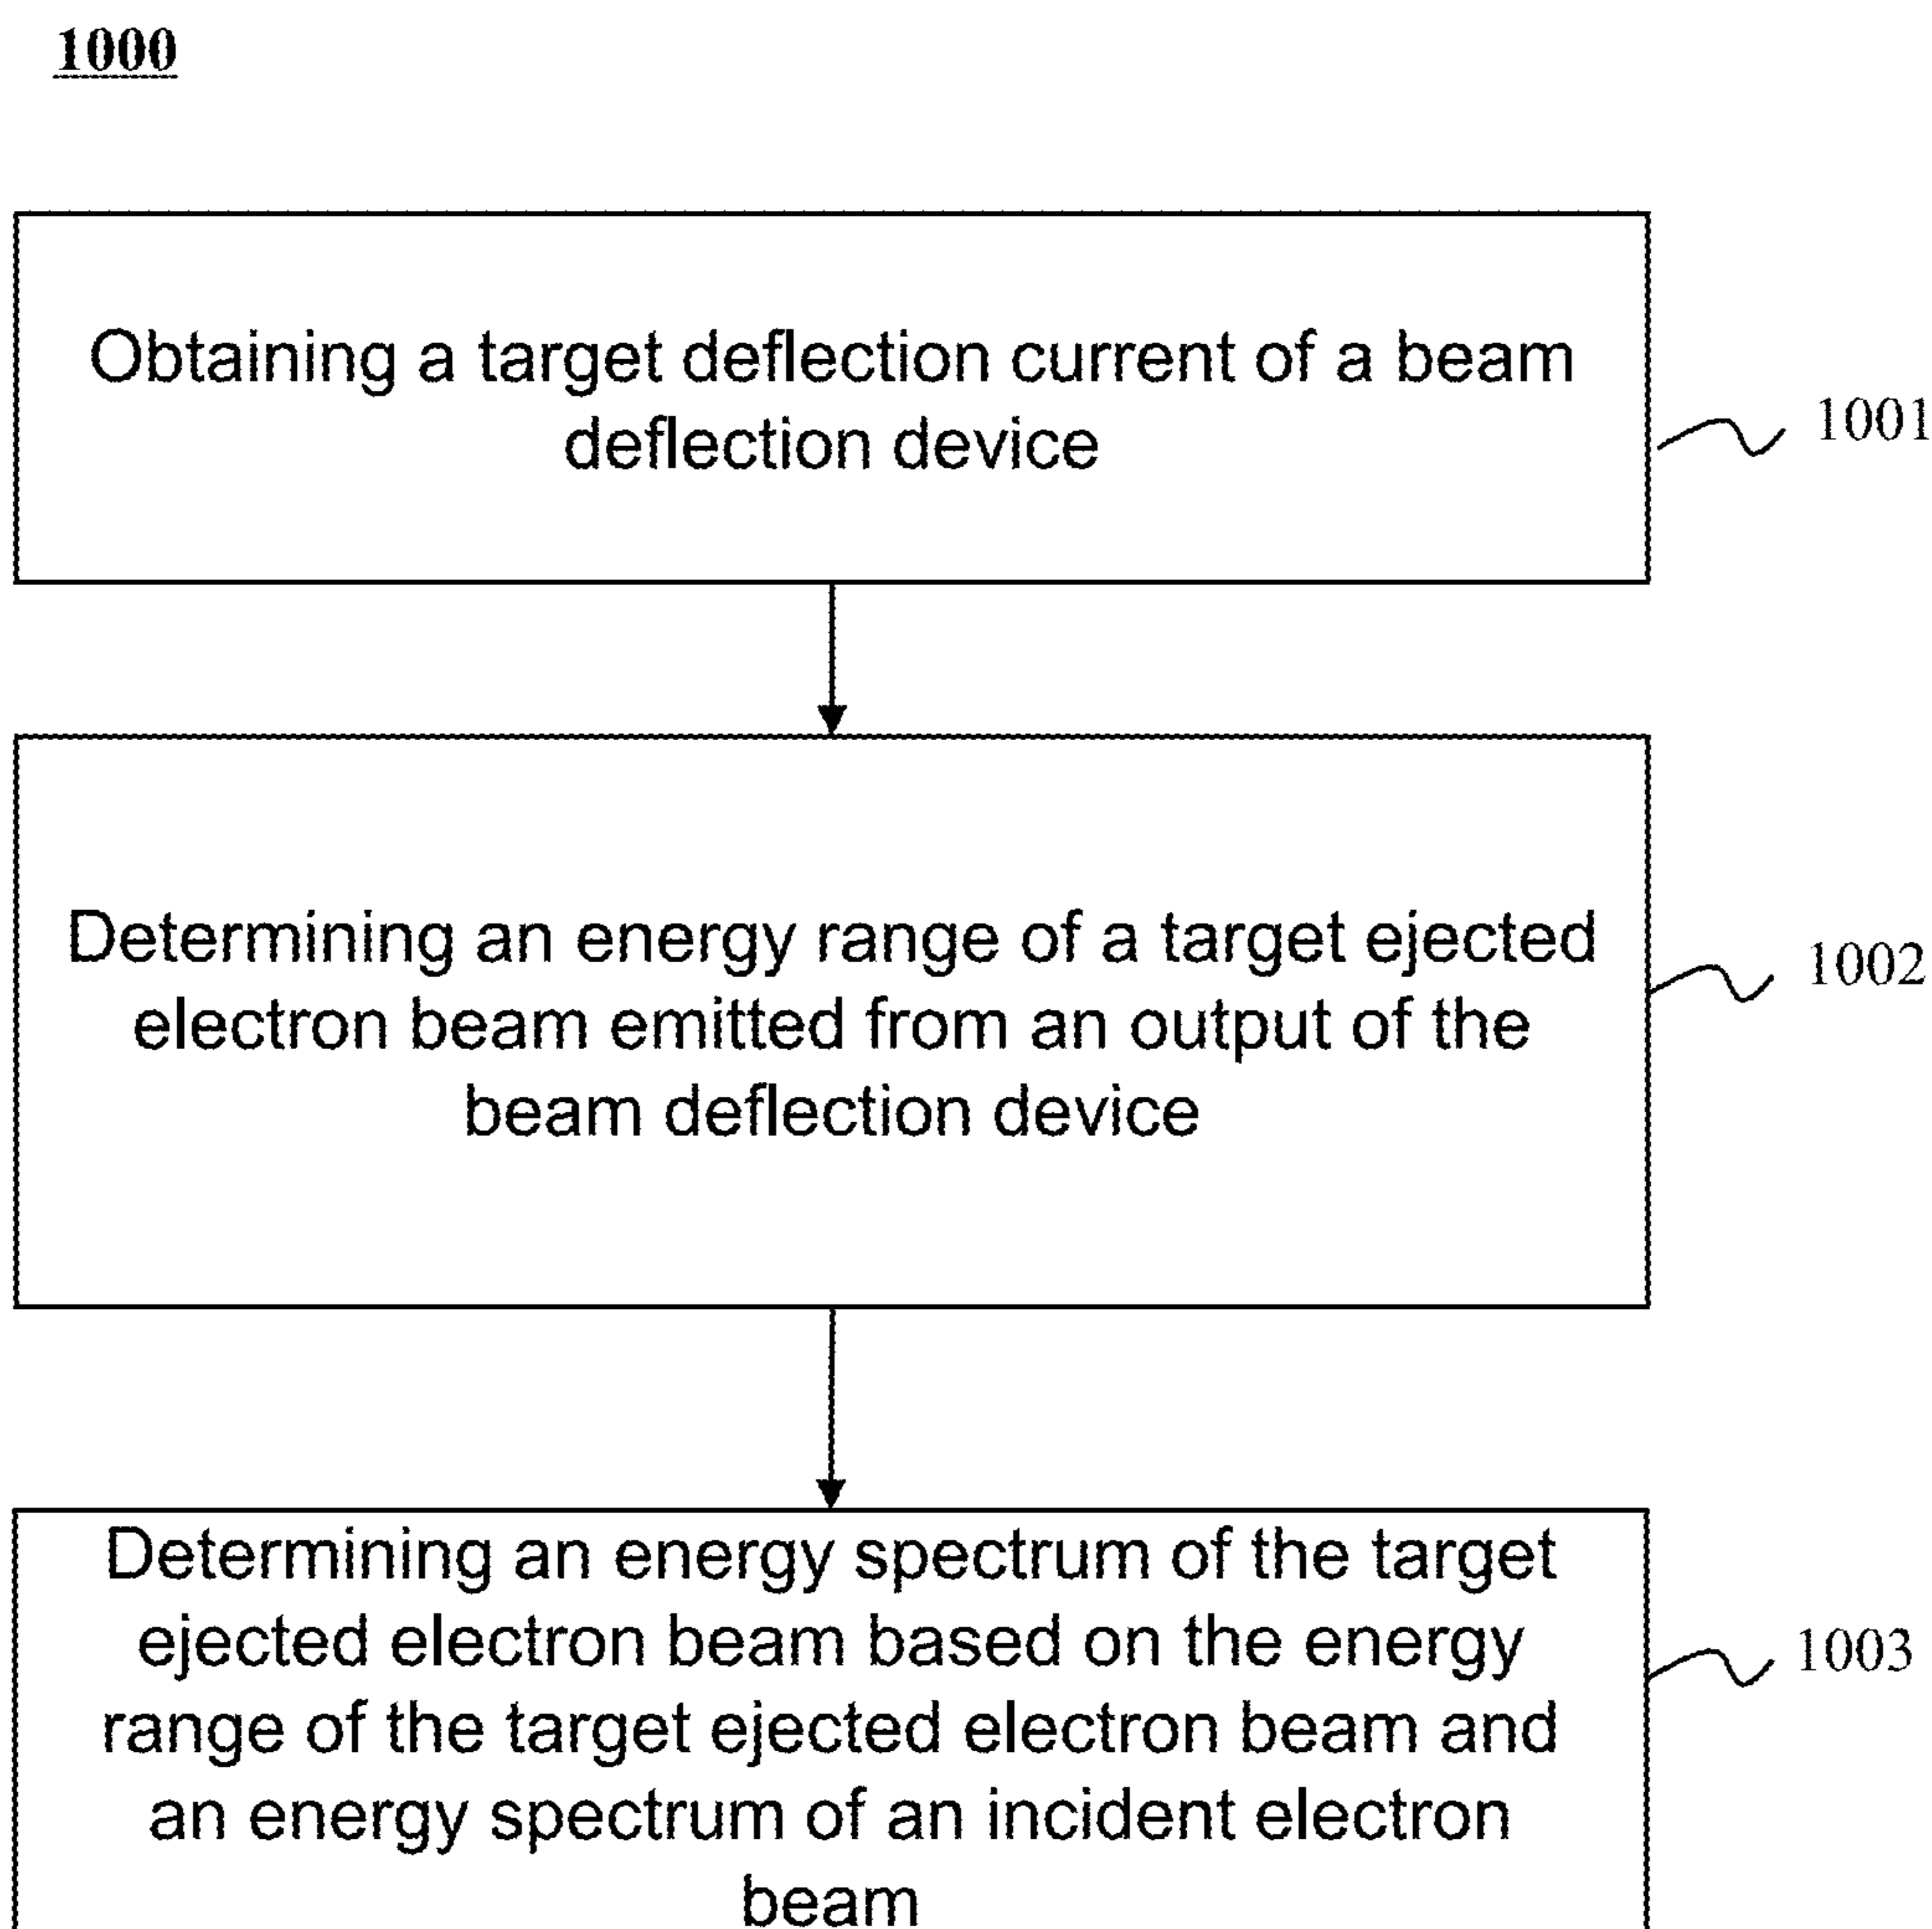 1000
Obtaining a target deflection current of a beam
deflection device
1001
Determining an energy range of a target ejected
electron beam emitted from an output of the
beam deflection device
1002
Determining an energy spectrum of the target
ejected electron beam based on the energy
range of the target ejected electron beam and
an energy spectrum of an incident electron
beam
1003